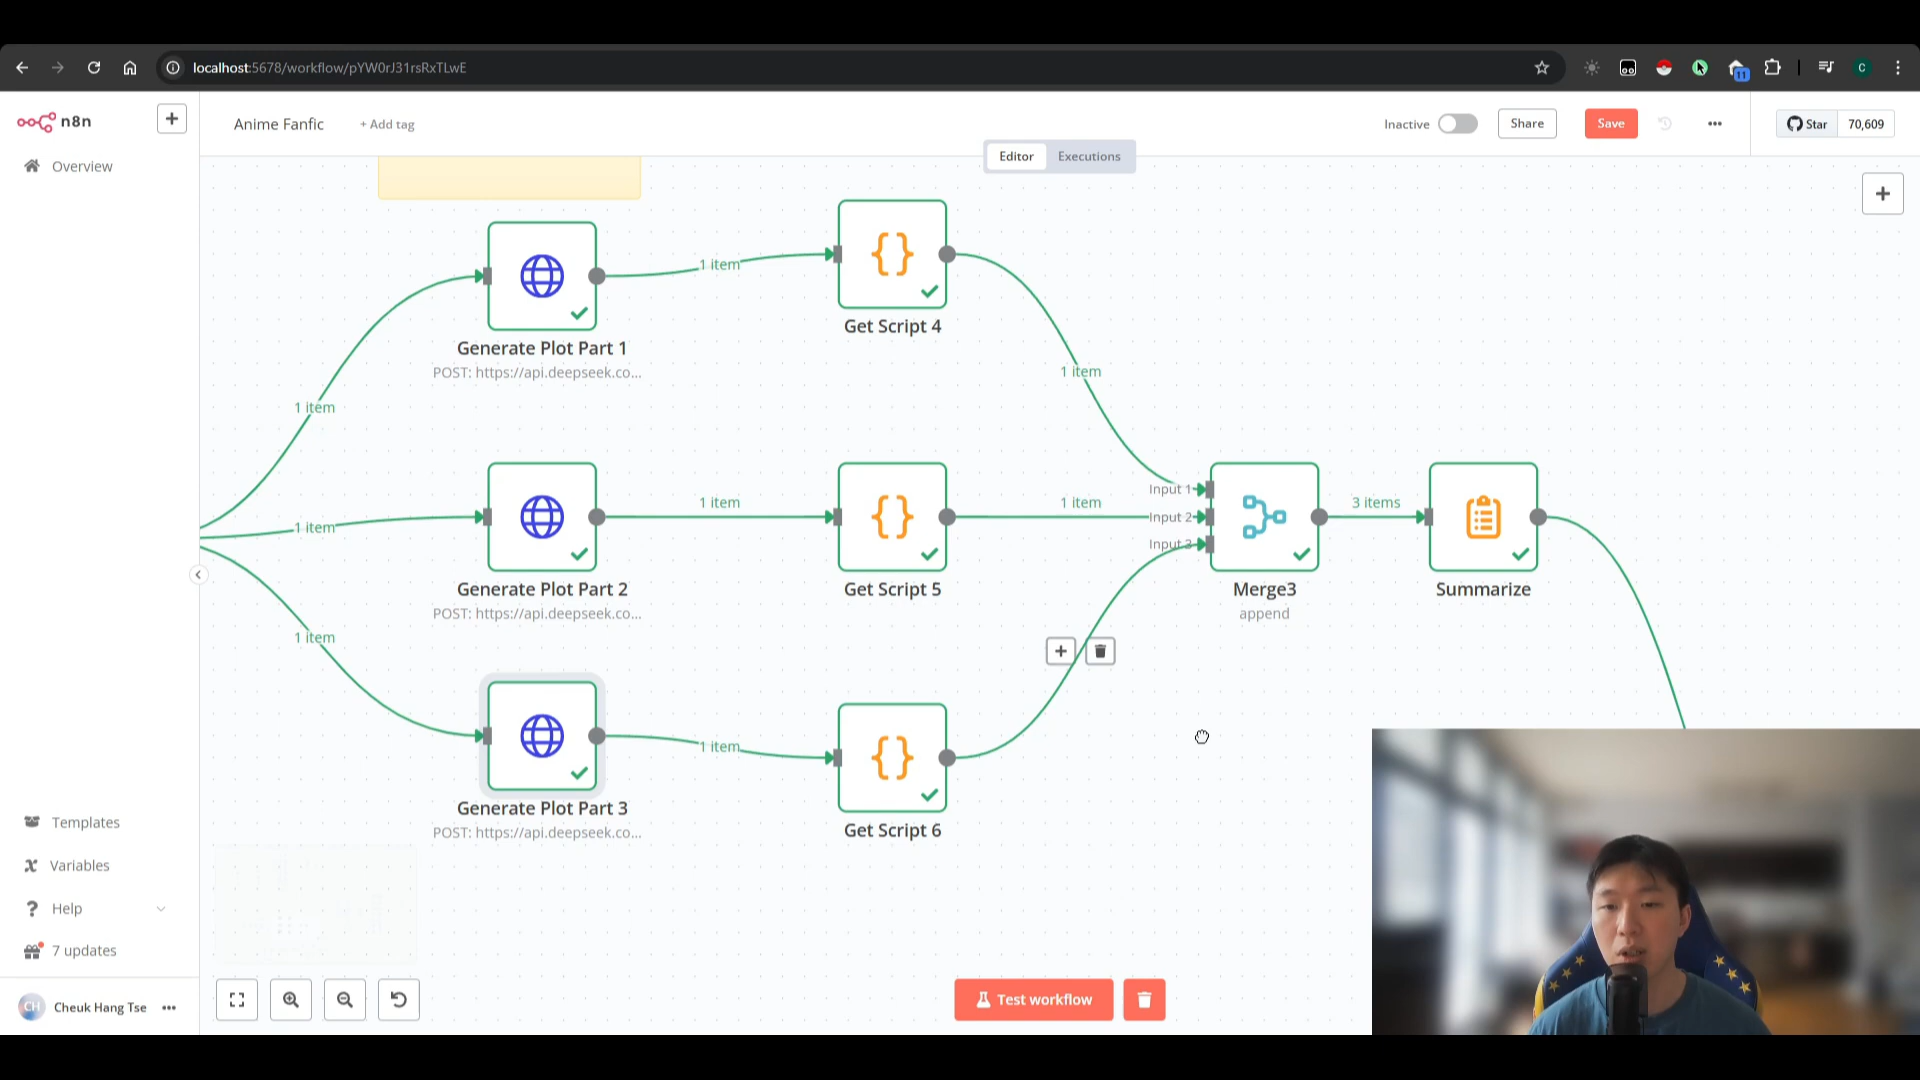 localhost:5678/workflow/pYW0rJ31rsRxTLwE
11
C
n8n
Anime Fanfic
+ Add tag
Inactive
Share
Save
Star
70,609
Overview
Editor
Executions
Generate Plot Part 1
POST: https://api.deepseek.co...
1 item
Get Script 4
1 item
1 item
1 item
Generate Plot Part 2
POST: https://api.deepseek.co...
1 item
Get Script 5
1 item
Input 1
Input 2
Input 3
Merge3
append
3 items
Summarize
1 item
Generate Plot Part 3
POST: https://api.deepseek.co...
1 item
Get Script 6
Templates
Variables
Help
7 updates
CH
Cheuk Hang Tse
Test workflow